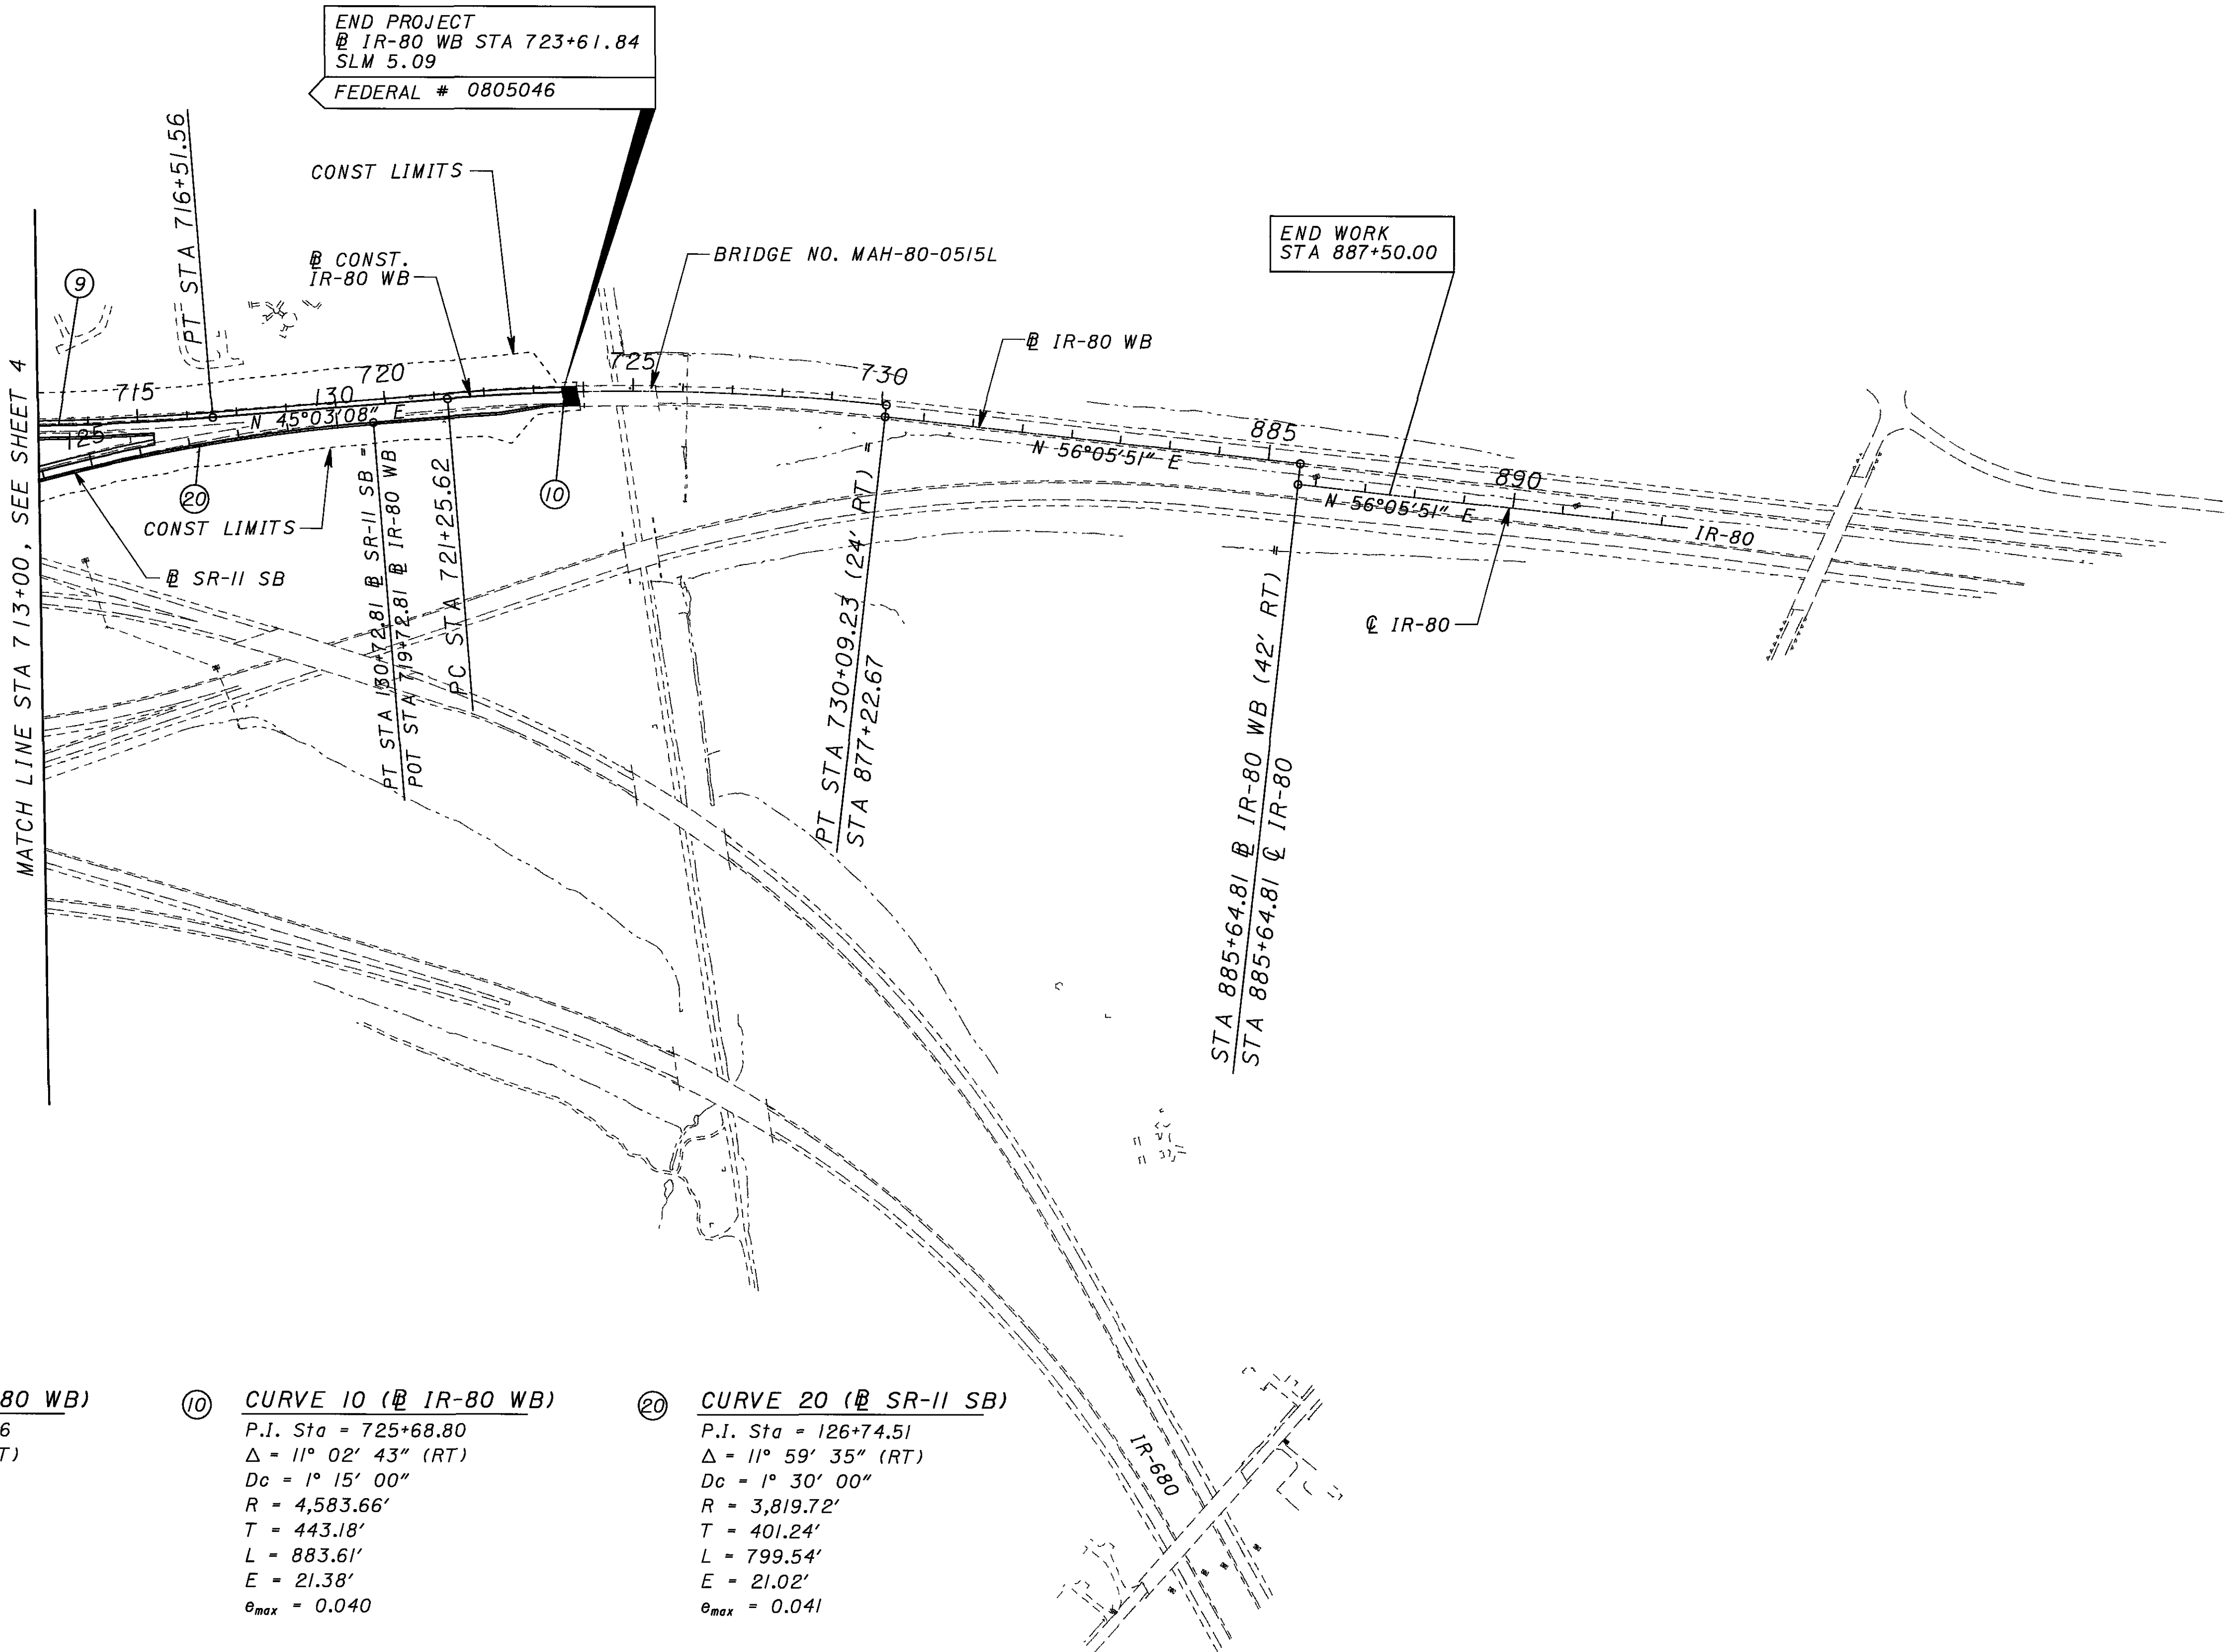 END PROJECT
℄ IR-80 WB STA 723+61.84
SLM 5.09
FEDERAL # 0805046
PT STA 716+51.56
CONST LIMITS
℄ CONST.
IR-80 WB
BRIDGE NO. MAH-80-0515L
END WORK
STA 887+50.00
℄ IR-80 WB
MATCH LINE STA 713+00, SEE SHEET 4
9
715
720
725
730
885
890
125
130
N 45°03'08" E
N 56°05'51" E
N 56°05'51" E
IR-80
20
10
CONST LIMITS
℄ SR-11 SB
PT STA 130+72.81 ℄ SR-11 SB =
POT STA 719+72.81 ℄ IR-80 WB
PC STA 721+25.62
PT STA 730+09.23 (24' RT) =
STA 877+22.67
STA 885+64.81 ℄ IR-80 WB (42' RT) =
STA 885+64.81 ℄ IR-80
℄ IR-80
IR-680
80 WB)
6
T)
10 CURVE 10 (℄ IR-80 WB)
P.I. Sta = 725+68.80
Δ = 11° 02' 43" (RT)
Dc = 1° 15' 00"
R = 4,583.66'
T = 443.18'
L = 883.61'
E = 21.38'
emax = 0.040
20 CURVE 20 (℄ SR-11 SB)
P.I. Sta = 126+74.51
Δ = 11° 59' 35" (RT)
Dc = 1° 30' 00"
R = 3,819.72'
T = 401.24'
L = 799.54'
E = 21.02'
emax = 0.041